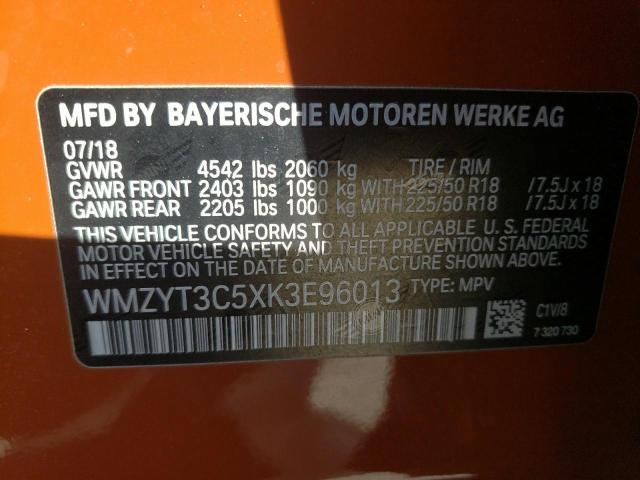 MFD BY BAYERISCHE MOTOREN WERKE AG
07/18
GVWR 4542 lbs 2060 kg TIRE / RIM
GAWR FRONT 2403 lbs 1090 kg WITH 225/50 R18 /7.5J x 18
GAWR REAR 2205 lbs 1000 kg WITH 225/50 R18 /7.5J x 18
THIS VEHICLE CONFORMS TO ALL APPLICABLE U. S. FEDERAL
MOTOR VEHICLE SAFETY AND THEFT PREVENTION STANDARDS
IN EFFECT ON THE DATE OF MANUFACTURE SHOWN ABOVE.
WMZYT3C5XK3E96013 TYPE: MPV
C1V/8
7 320 730